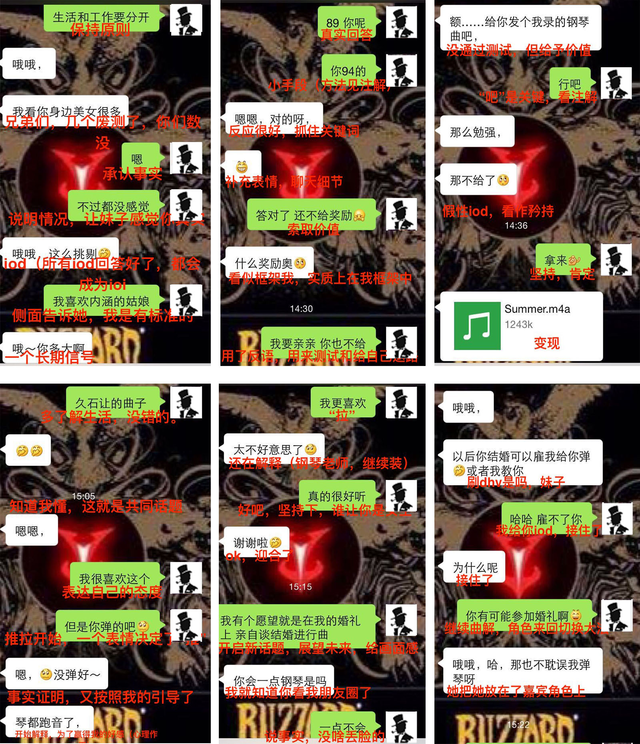 生活和工作要分开
保持原则
哦哦，
我看你身边美女很多
兄弟们，几个废测了，你们数
没
嗯
承认事实
不过都没感觉
说明情况，让妹子感觉你
哦哦，这么挑剔
iod（所有iod回答好了，都会
成为ioi
我喜欢内涵的姑娘
侧面告诉她，我是有标准的
哦～你多大啊
一个长期信号
89 你呢
真实回答
你94的
小手段（方法见注解，
嗯嗯，对的呀，
反应很好，抓住关键词
补充表情，聊天细节
答对了 还不给奖励
索取价值
什么奖励奥
看似框架我，实质上在我框架中
14:30
我要亲亲 你也不给
用了反语，用来测试和给自己
额……给你发个我录的钢琴
曲吧，
没通过测试，但给予价值
行吧
“吧”是关键，看注解
那么勉强，
那不给了
假性iod，看作矜持
14:36
拿来
坚持，肯定
Summer.m4a
1243k
变现
久石让的曲子
多了解生活，没错的。
15:05
知道我懂，这就是共同话题
嗯嗯，
我很喜欢这个
表达自己的态度
但是你弹的吧
推拉开始，一个表情决定了
嗯，没弹好～
事实证明，又按照我的引导了
琴都跑音了，
开始解释，为了赢得我的
我更喜欢
“拉”
太不好意思了
还在解释（钢琴老师，继续装）
真的很好听
好吧，坚持下，谁让你是
谢谢啦
ok，迎合了
15:15
我有个愿望就是在我的婚礼
上 亲自谈结婚进行曲
开启新话题，展望未来，给画面感
你会一点钢琴是吗
我就知道你看我朋友圈了
一点不会
说事实，没啥丢脸的
哦哦，
以后你结婚可以雇我给你弹
或者我教你
刷dhv是吗，妹子
哈哈 雇不了你
我给你iod，接住
为什么呢
接住了
你有可能参加婚礼啊
继续曲解，角色来回切换
哦哦，哈，那也不耽误我弹
琴呀
她把她放在了嘉宾角色上
15:22